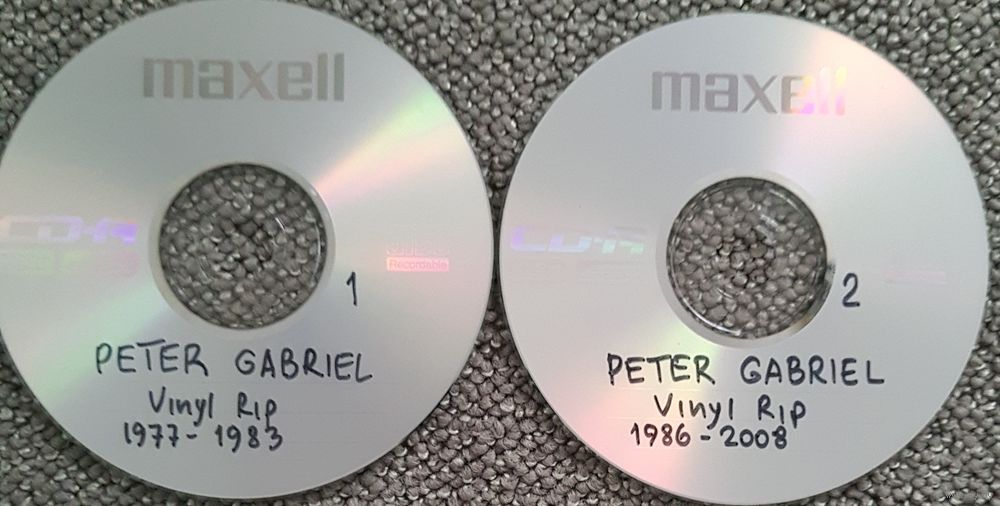 maxell
CD-R
disc
Recordable
1
PETER GABRIEL
Vinyl Rip
1977-1983
maxell
CD-R
2
PETER GABRIEL
Vinyl Rip
1986-2008